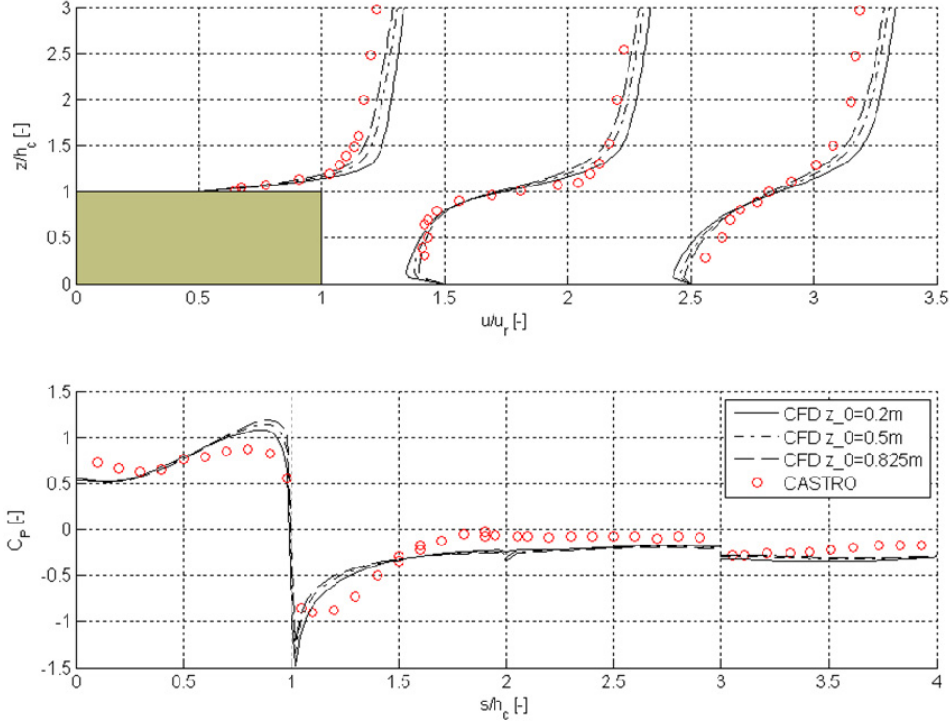 3
2.5
2
1.5
1
0.5
0
z/h_c [-]
0 0.5 1 1.5 2 2.5 3 3.5
u/u_r [-]
1.5
1
0.5
0
-0.5
-1
-1.5
C_P [-]
CFD z_0=0.2m
CFD z_0=0.5m
CFD z_0=0.825m
CASTRO
0 0.5 1 1.5 2 2.5 3 3.5 4
s/h_c [-]